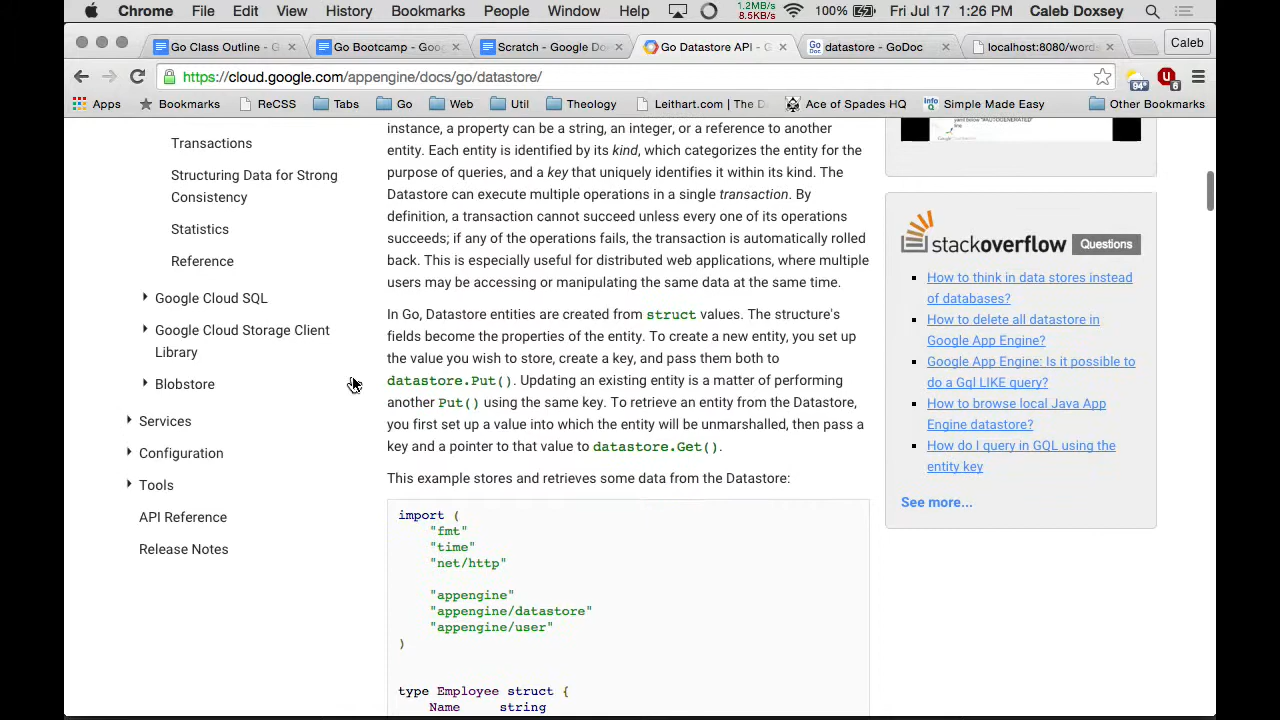 Chrome File Edit View History Bookmarks People Window Help 1.2MB/s 8.5KB/s 100% Fri Jul 17 1:26 PM Caleb Doxsey
Go Class Outline - G
Go Bootcamp - Goo
Scratch - Google Do
Go Datastore API - G
datastore - GoDoc
localhost:8080/word
Caleb
https://cloud.google.com/appengine/docs/go/datastore/
94°
6
Apps Bookmarks ReCSS Tabs Go Web Util Theology Leithart.com | The D Ace of Spades HQ Simple Made Easy Other Bookmarks
Transactions
Structuring Data for Strong
Consistency
Statistics
Reference
Google Cloud SQL
Google Cloud Storage Client
Library
Blobstore
Services
Configuration
Tools
API Reference
Release Notes
instance, a property can be a string, an integer, or a reference to another
entity. Each entity is identified by its kind, which categorizes the entity for the
purpose of queries, and a key that uniquely identifies it within its kind. The
Datastore can execute multiple operations in a single transaction. By
definition, a transaction cannot succeed unless every one of its operations
succeeds; if any of the operations fails, the transaction is automatically rolled
back. This is especially useful for distributed web applications, where multiple
users may be accessing or manipulating the same data at the same time.
In Go, Datastore entities are created from struct values. The structure's
fields become the properties of the entity. To create a new entity, you set up
the value you wish to store, create a key, and pass them both to
datastore.Put(). Updating an existing entity is a matter of performing
another Put() using the same key. To retrieve an entity from the Datastore,
you first set up a value into which the entity will be unmarshalled, then pass a
key and a pointer to that value to datastore.Get().
This example stores and retrieves some data from the Datastore:
import (
"fmt"
"time"
"net/http"
"appengine"
"appengine/datastore"
"appengine/user"
)
type Employee struct {
Name string
stackoverflow Questions
How to think in data stores instead
of databases?
How to delete all datastore in
Google App Engine?
Google App Engine: Is it possible to
do a Gql LIKE query?
How to browse local Java App
Engine datastore?
How do I query in GQL using the
entity key
See more...